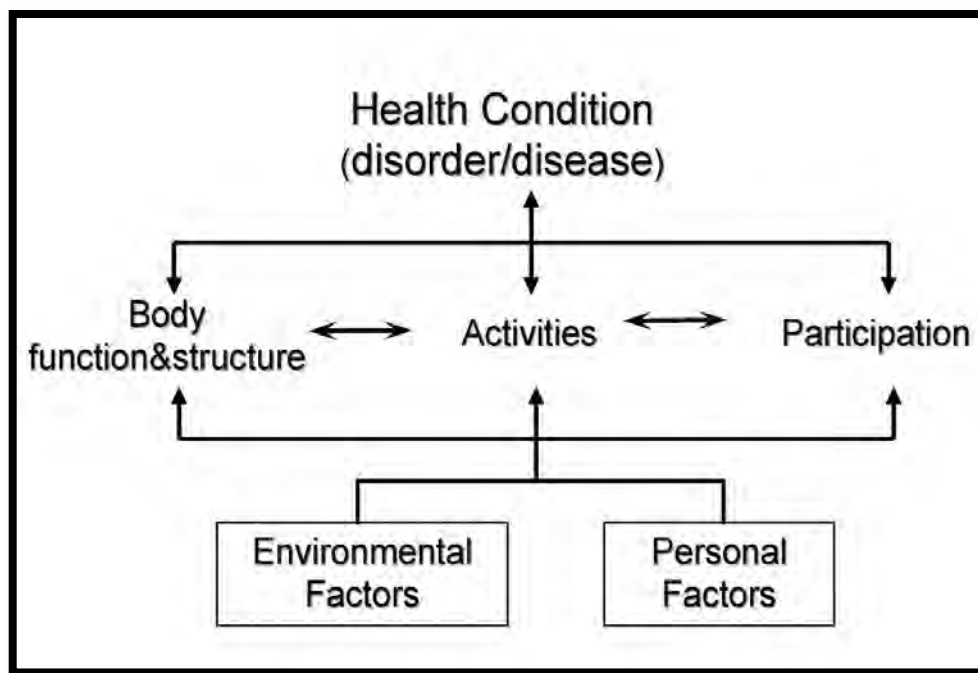 Health Condition
(disorder/disease)
Body
function&structure
Activities
Participation
Environmental
Factors
Personal
Factors